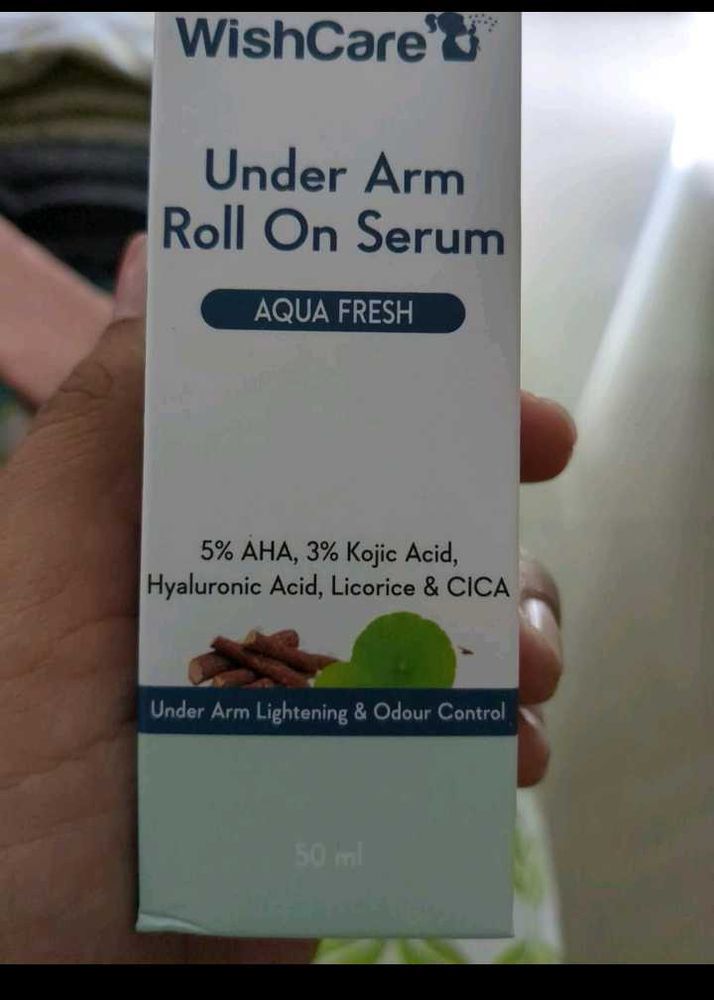 WishCare
Under Arm
Roll On Serum
AQUA FRESH
5% AHA, 3% Kojic Acid,
Hyaluronic Acid, Licorice & CICA
Under Arm Lightening & Odour Control
50 ml